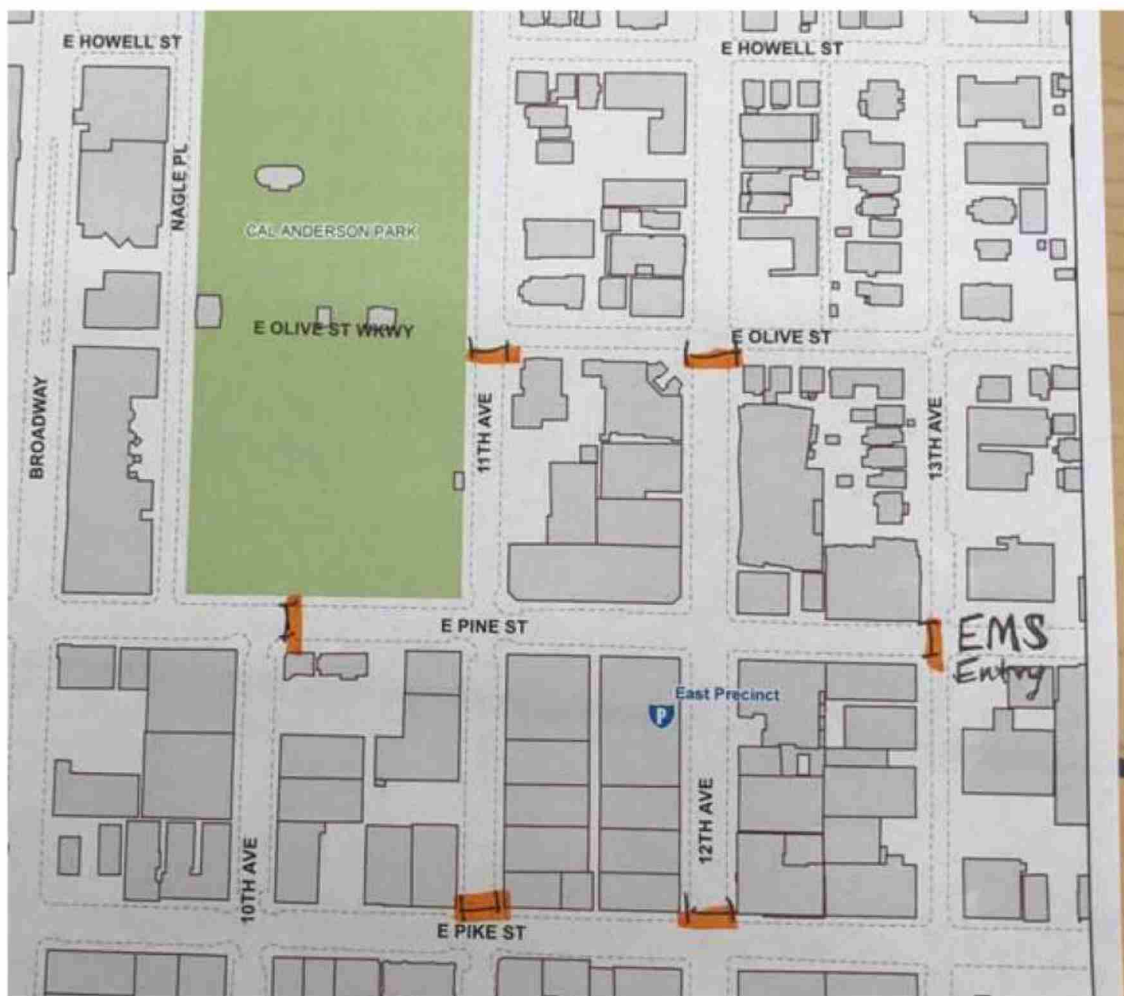 E HOWELL ST
E HOWELL ST
NAGLE PL
CAL ANDERSON PARK
E OLIVE ST WKWY
E OLIVE ST
BROADWAY
11TH AVE
13TH AVE
E PINE ST
EMS
Entry
East Precinct
P
12TH AVE
10TH AVE
E PIKE ST